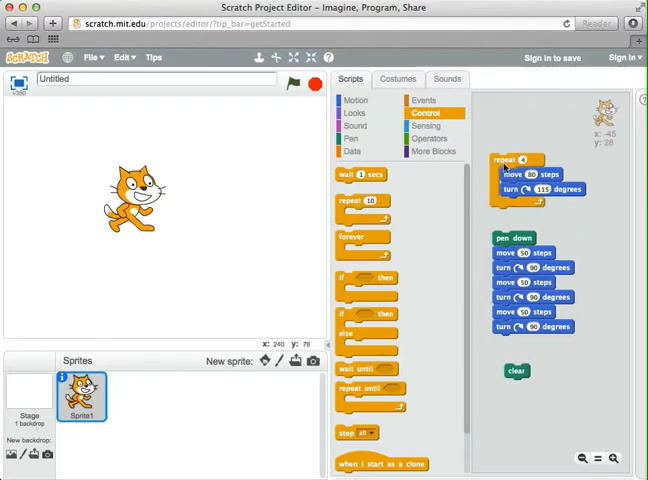 Scratch Project Editor - Imagine, Program, Share
scratch.mit.edu/projects/editor/?tip_bar=getStarted
Reader
SCRATCH
File Edit Tips
Sign in to save
Sign in
Untitled
v350
Scripts Costumes Sounds
Motion Events
Looks Control
Sound Sensing
Pen Operators
Data More Blocks
wait 1 secs
repeat 10
forever
if then
if then
else
wait until
repeat until
stop all
when I start as a clone
x: -45
y: 28
repeat 4
move 80 steps
turn 115 degrees
pen down
move 50 steps
turn 90 degrees
move 50 steps
turn 90 degrees
move 50 steps
turn 90 degrees
clear
x: 240 y: 76
Sprites New sprite:
Stage
1 backdrop
New backdrop:
Sprite1